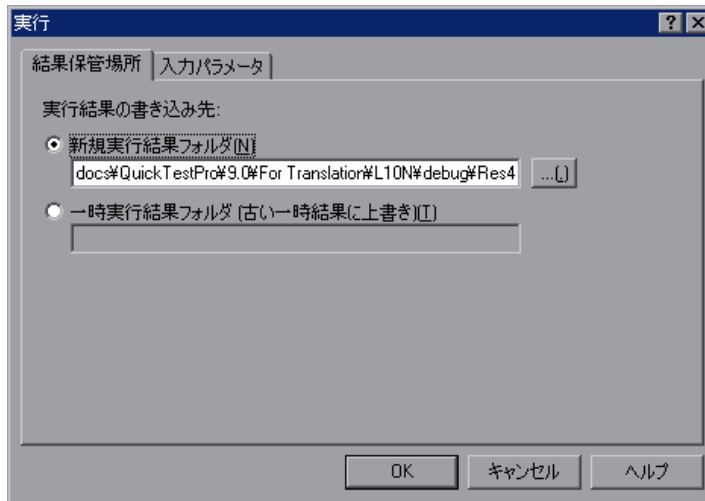 実行
結果保管場所
入力パラメータ
実行結果の書き込み先:
新規実行結果フォルダ(N)
docs¥QuickTestPro¥9.0¥For Translation¥L10N¥debug¥Res4
...(.)
一時実行結果フォルダ (古い一時結果に上書き)(T)
OK
キャンセル
ヘルプ